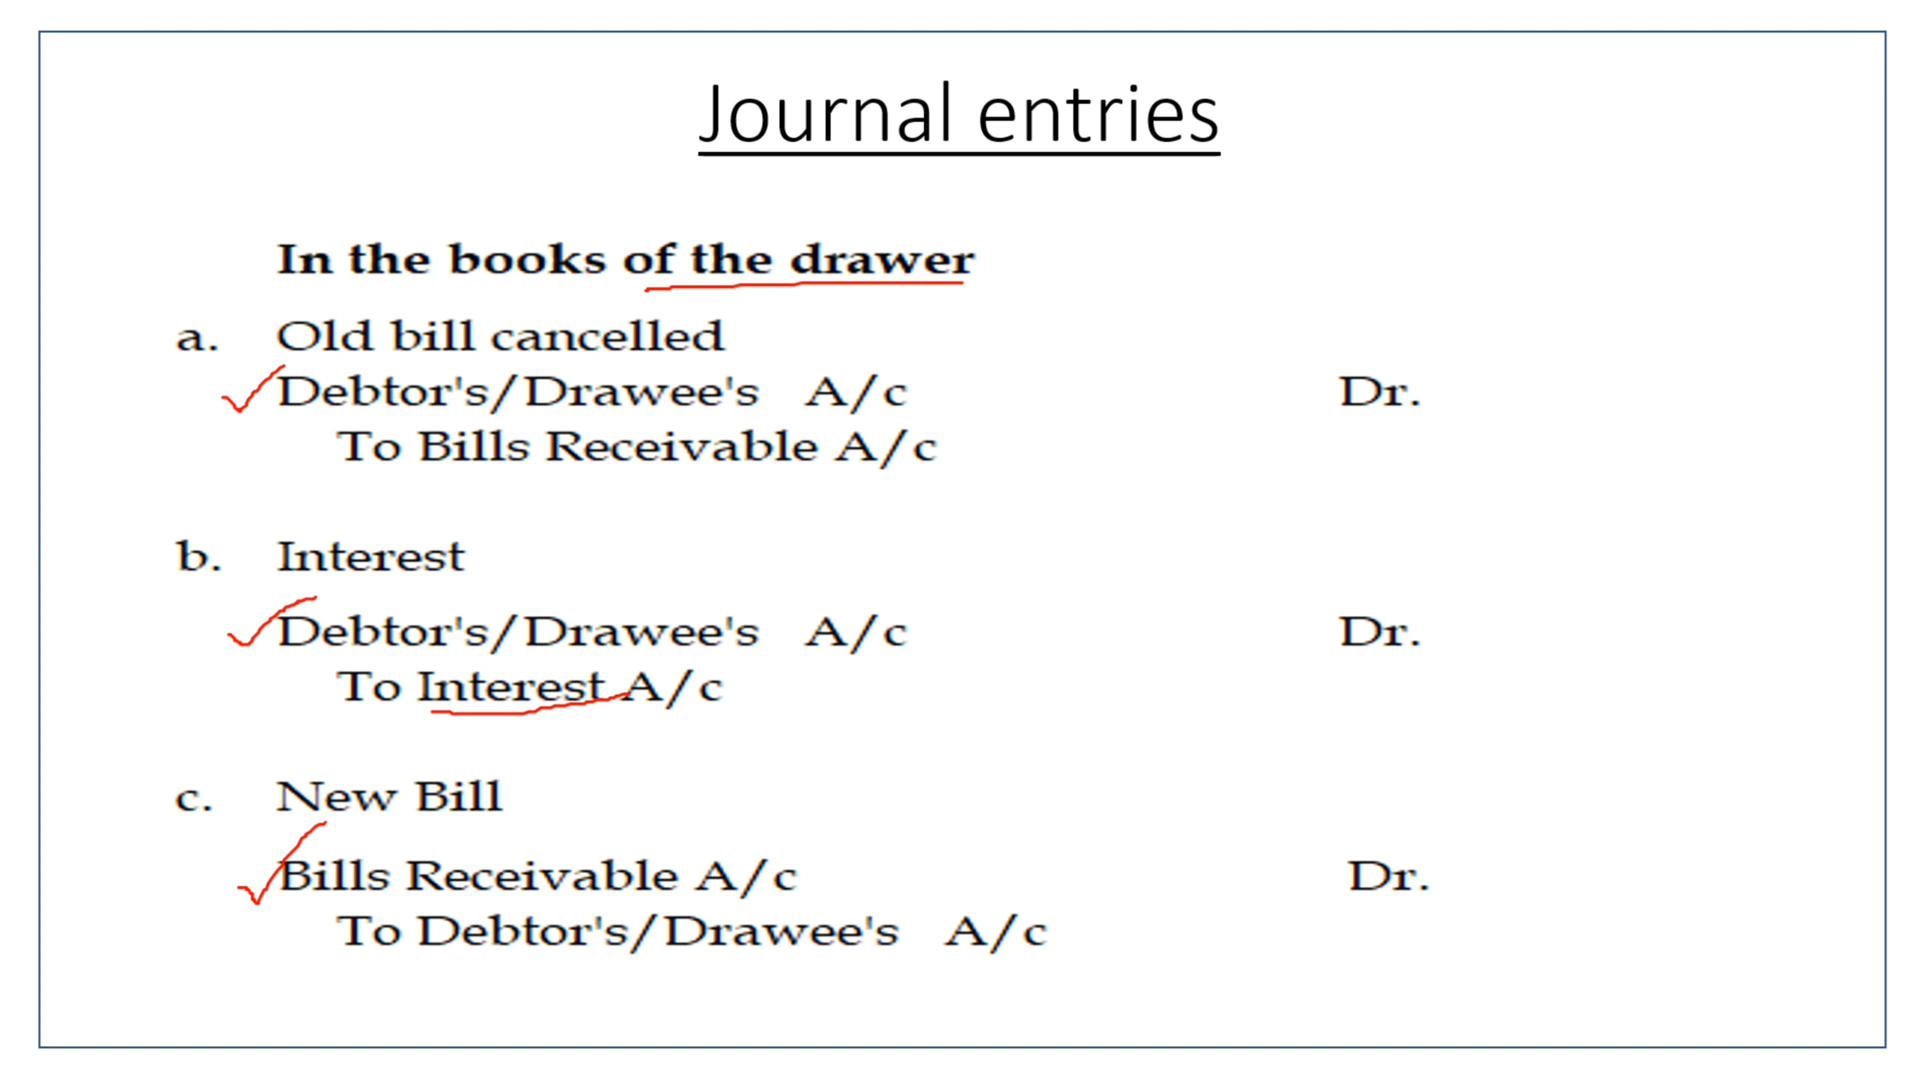 Journal entries
In the books of the drawer
a. Old bill cancelled
Debtor's/Drawee's A/c Dr.
To Bills Receivable A/c
b. Interest
Debtor's/Drawee's A/c Dr.
To Interest A/c
c. New Bill
Bills Receivable A/c Dr.
To Debtor's/Drawee's A/c